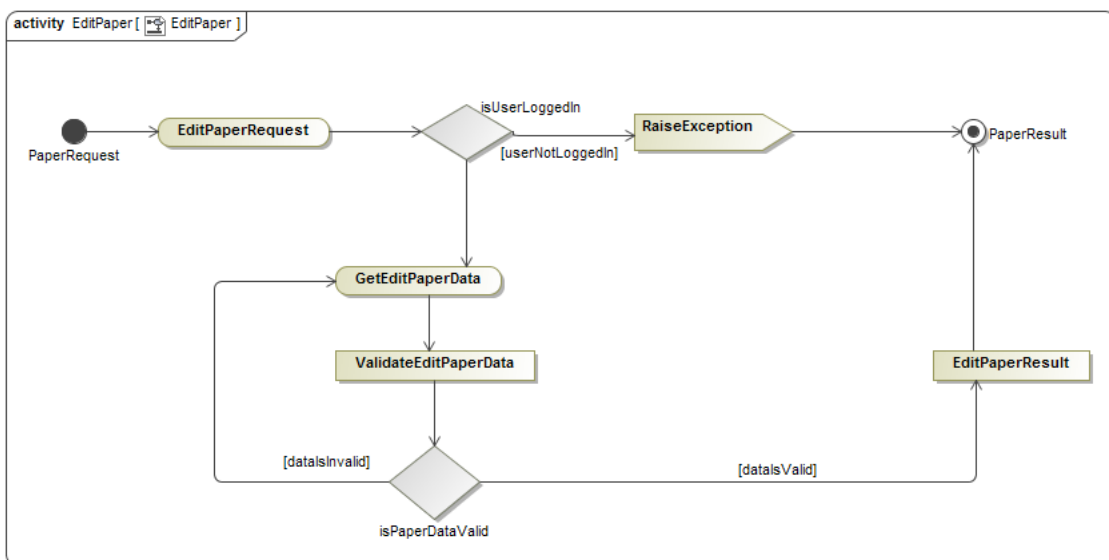 activity EditPaper [ EditPaper ]
isUserLoggedIn
EditPaperRequest
RaiseException
PaperResult
PaperRequest
[userNotLoggedIn]
GetEditPaperData
ValidateEditPaperData
EditPaperResult
[dataIsInvalid]
[dataIsValid]
isPaperDataValid